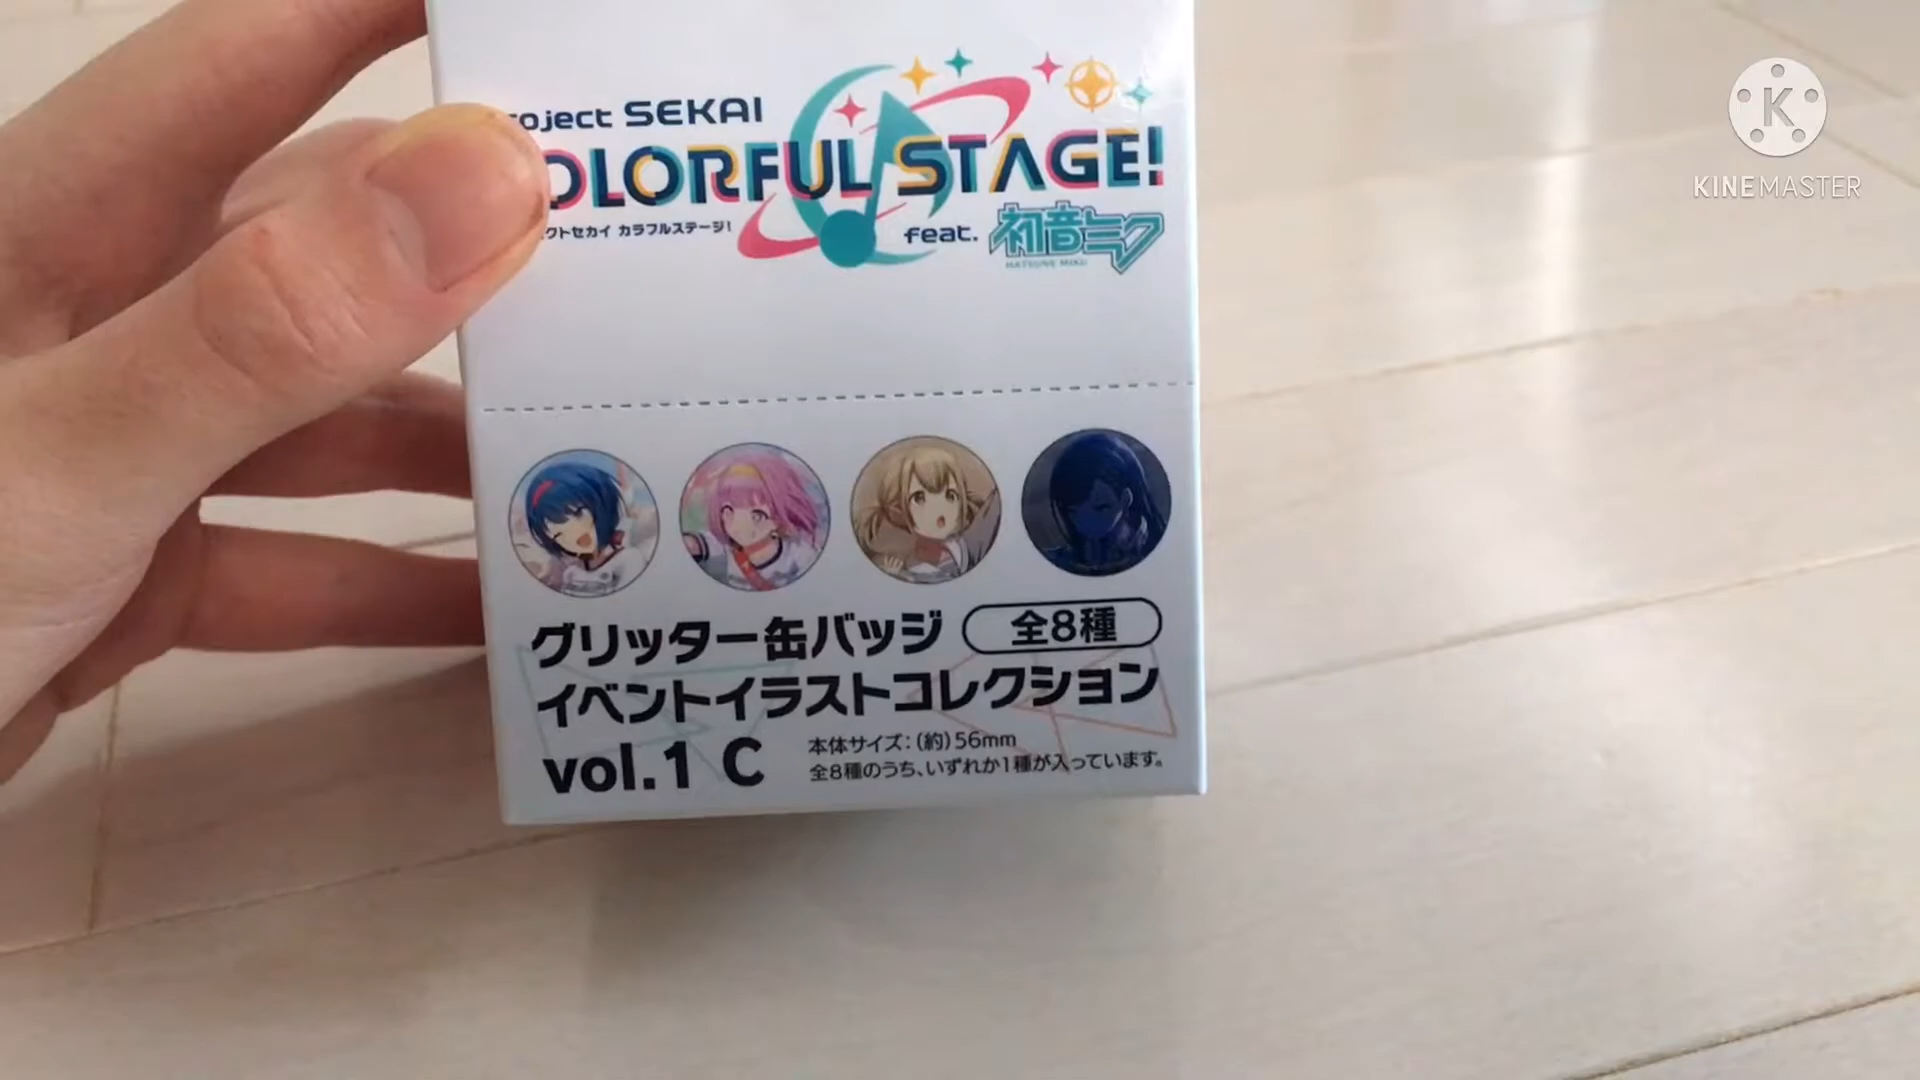 oject SEKAI
OLORFUL STAGE!
クトセカイ カラフルステージ!
feat. 初音ミク
HATSUNE MIKU
グリッター缶バッジ 全8種
イベントイラストコレクション
vol.1 C
本体サイズ:(約)56mm
全8種のうち、いずれか1種が入っています。
K
KINEMASTER